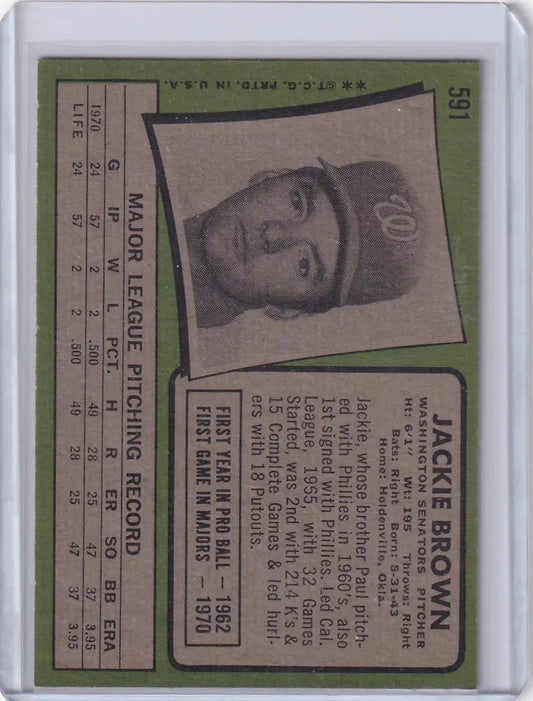 591
JACKIE BROWN
WASHINGTON SENATORS PITCHER
Ht: 6'1" Wt: 195 Throws: Right
Bats: Right Born: 5-31-43
Home: Holdenville, Okla.
Jackie, whose brother Paul pitch-
ed with Phillies in 1960's, also
1st signed with Phillies. Led Cal.
League, 1965, with 32 Games
Started, was 2nd with 214 K's &
15 Complete Games & led hurl-
ers with 18 Putouts.
FIRST YEAR IN PRO BALL — 1962
FIRST GAME IN MAJORS — 1970
W
MAJOR LEAGUE PITCHING RECORD
G IP W L PCT. H R ER SO BB ERA
1970 24 57 2 2 .500 49 28 25 47 37 3.95
LIFE 24 57 2 2 .500 49 28 25 47 37 3.95
**©T.C.G. PRTD. IN U.S.A.